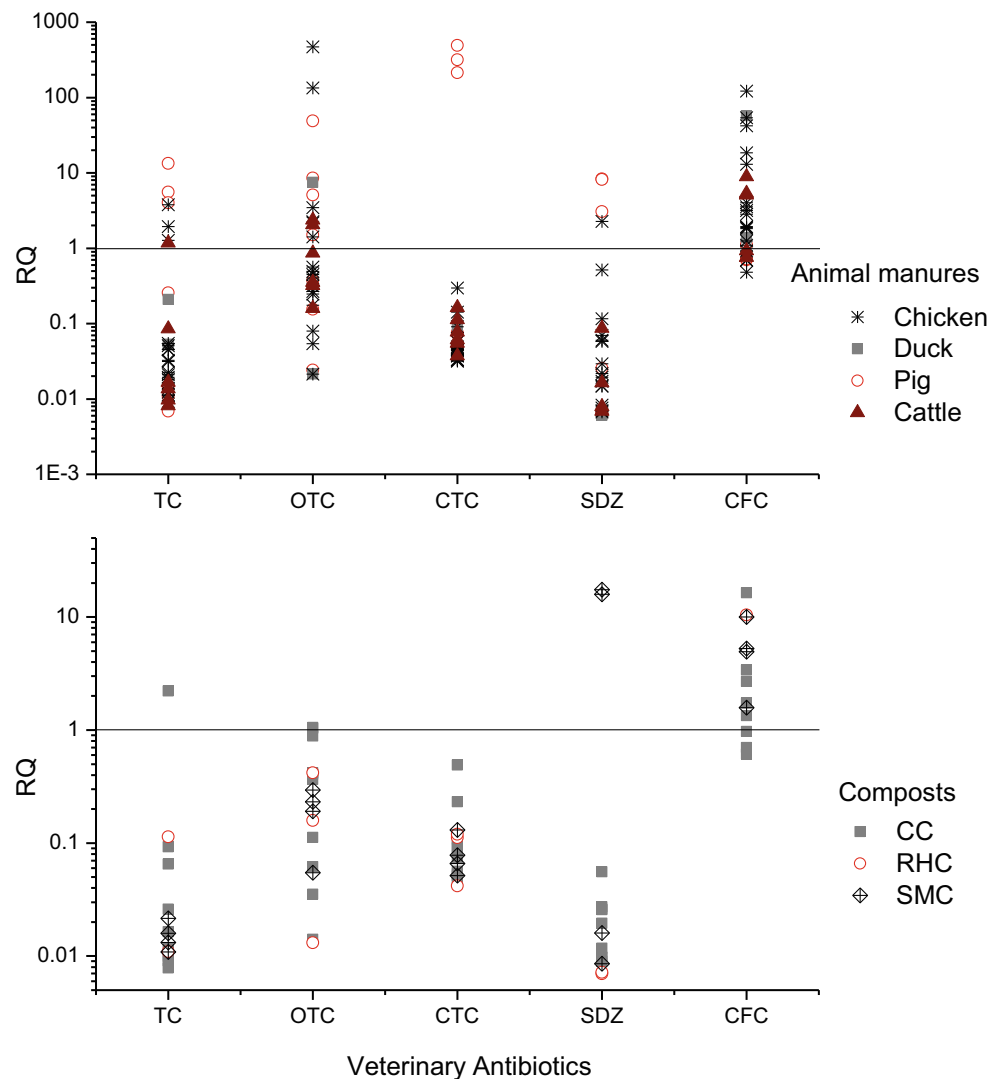 1000
100
10
1
0.1
0.01
1E-3
RQ
TC OTC CTC SDZ CFC
Animal manures
Chicken
Duck
Pig
Cattle
10
1
0.1
0.01
RQ
TC OTC CTC SDZ CFC
Composts
CC
RHC
SMC
Veterinary Antibiotics